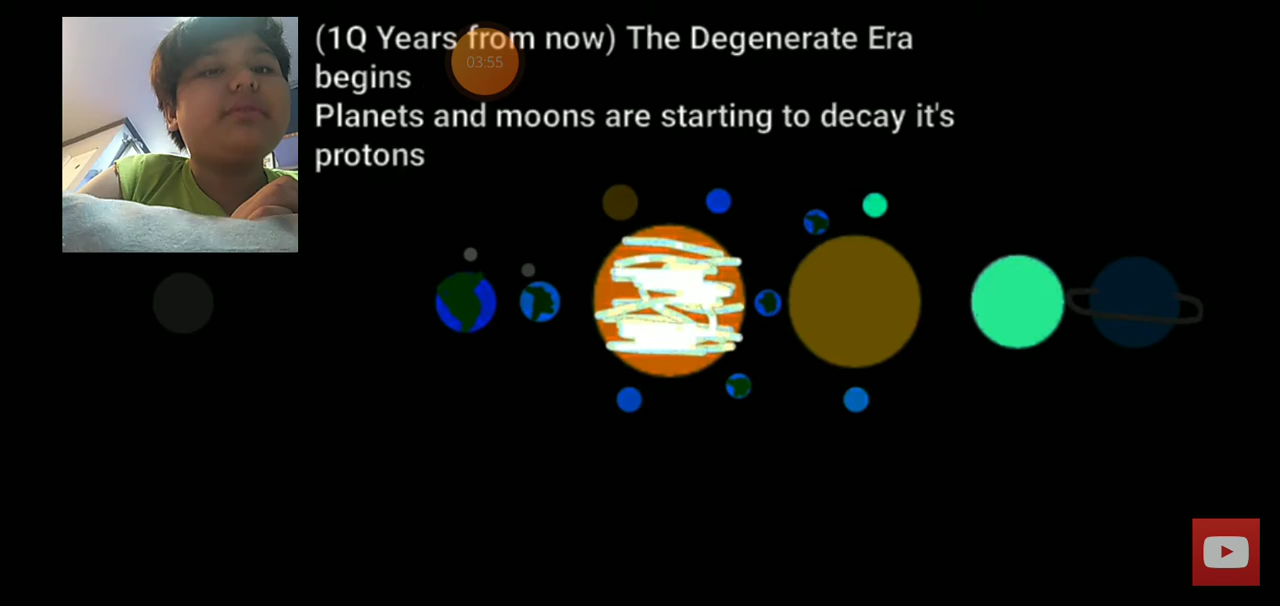 (1Q Years from now) The Degenerate Era
begins
Planets and moons are starting to decay it's
protons
03:55